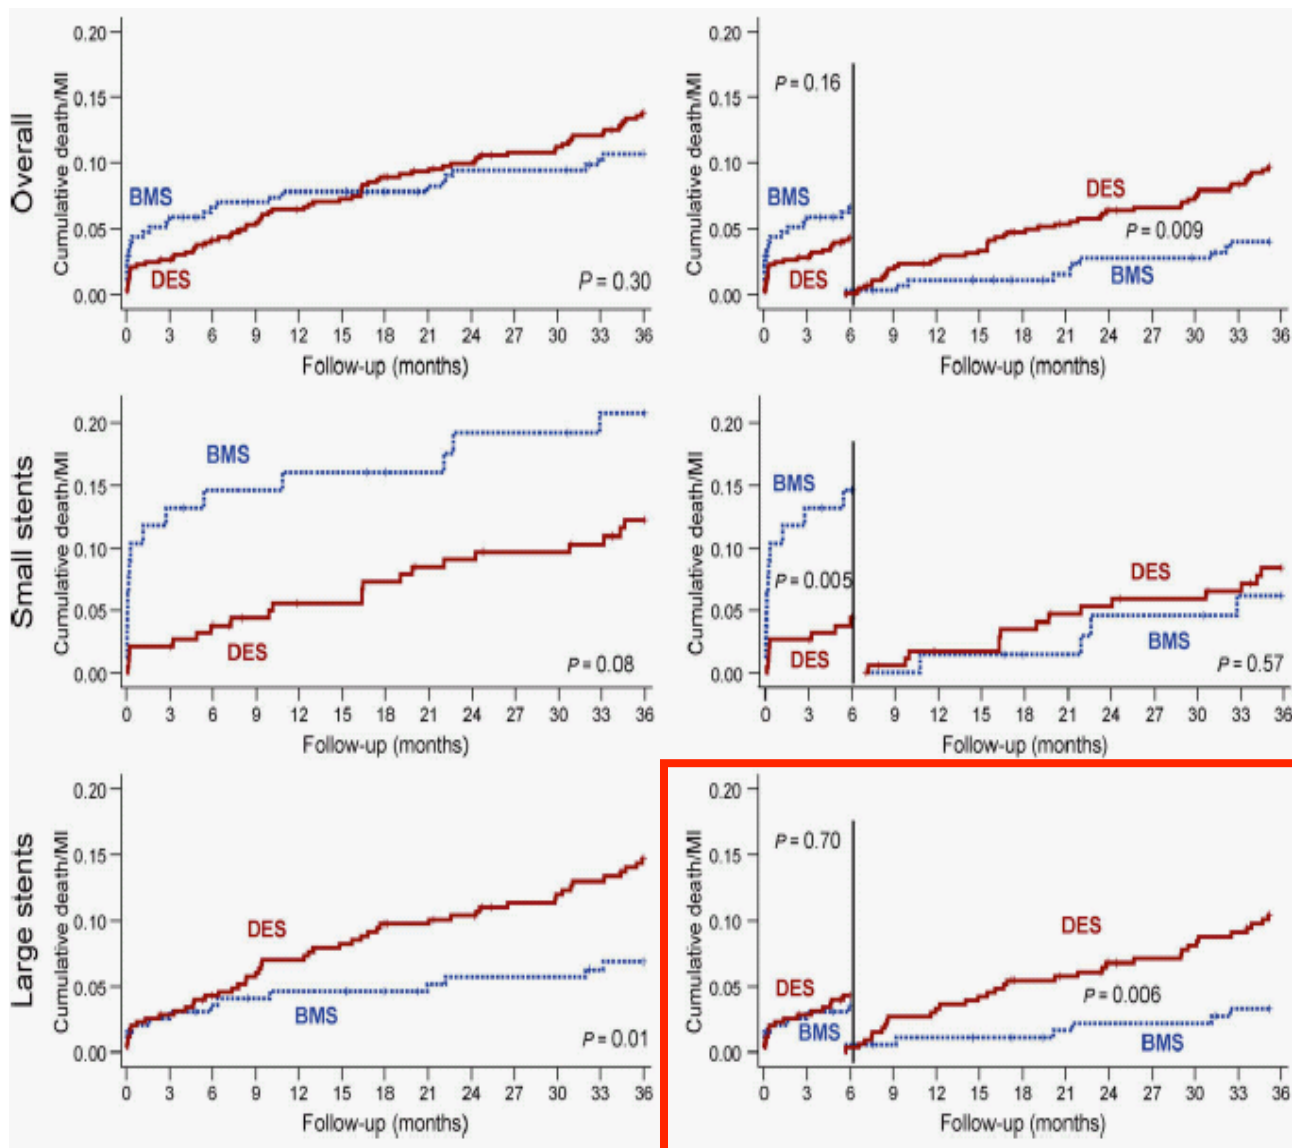 Overall
Cumulative death/MI
0.20
0.15
0.10
0.05
0.00
BMS
DES
P = 0.30
0 3 6 9 12 15 18 21 24 27 30 33 36
Follow-up (months)
Cumulative death/MI
0.20
0.15
0.10
0.05
0.00
P = 0.16
BMS
DES
DES
P = 0.009
BMS
0 3 6 9 12 15 18 21 24 27 30 33 36
Follow-up (months)
Small stents
Cumulative death/MI
0.20
0.15
0.10
0.05
0.00
BMS
DES
P = 0.08
0 3 6 9 12 15 18 21 24 27 30 33 36
Follow-up (months)
Cumulative death/MI
0.20
0.15
0.10
0.05
0.00
BMS
P = 0.005
DES
DES
BMS
P = 0.57
0 3 6 9 12 15 18 21 24 27 30 33 36
Follow-up (months)
Large stents
Cumulative death/MI
0.20
0.15
0.10
0.05
0.00
DES
BMS
P = 0.01
0 3 6 9 12 15 18 21 24 27 30 33 36
Follow-up (months)
Cumulative death/MI
0.20
0.15
0.10
0.05
0.00
P = 0.70
DES
BMS
DES
P = 0.006
BMS
0 3 6 9 12 15 18 21 24 27 30 33 36
Follow-up (months)